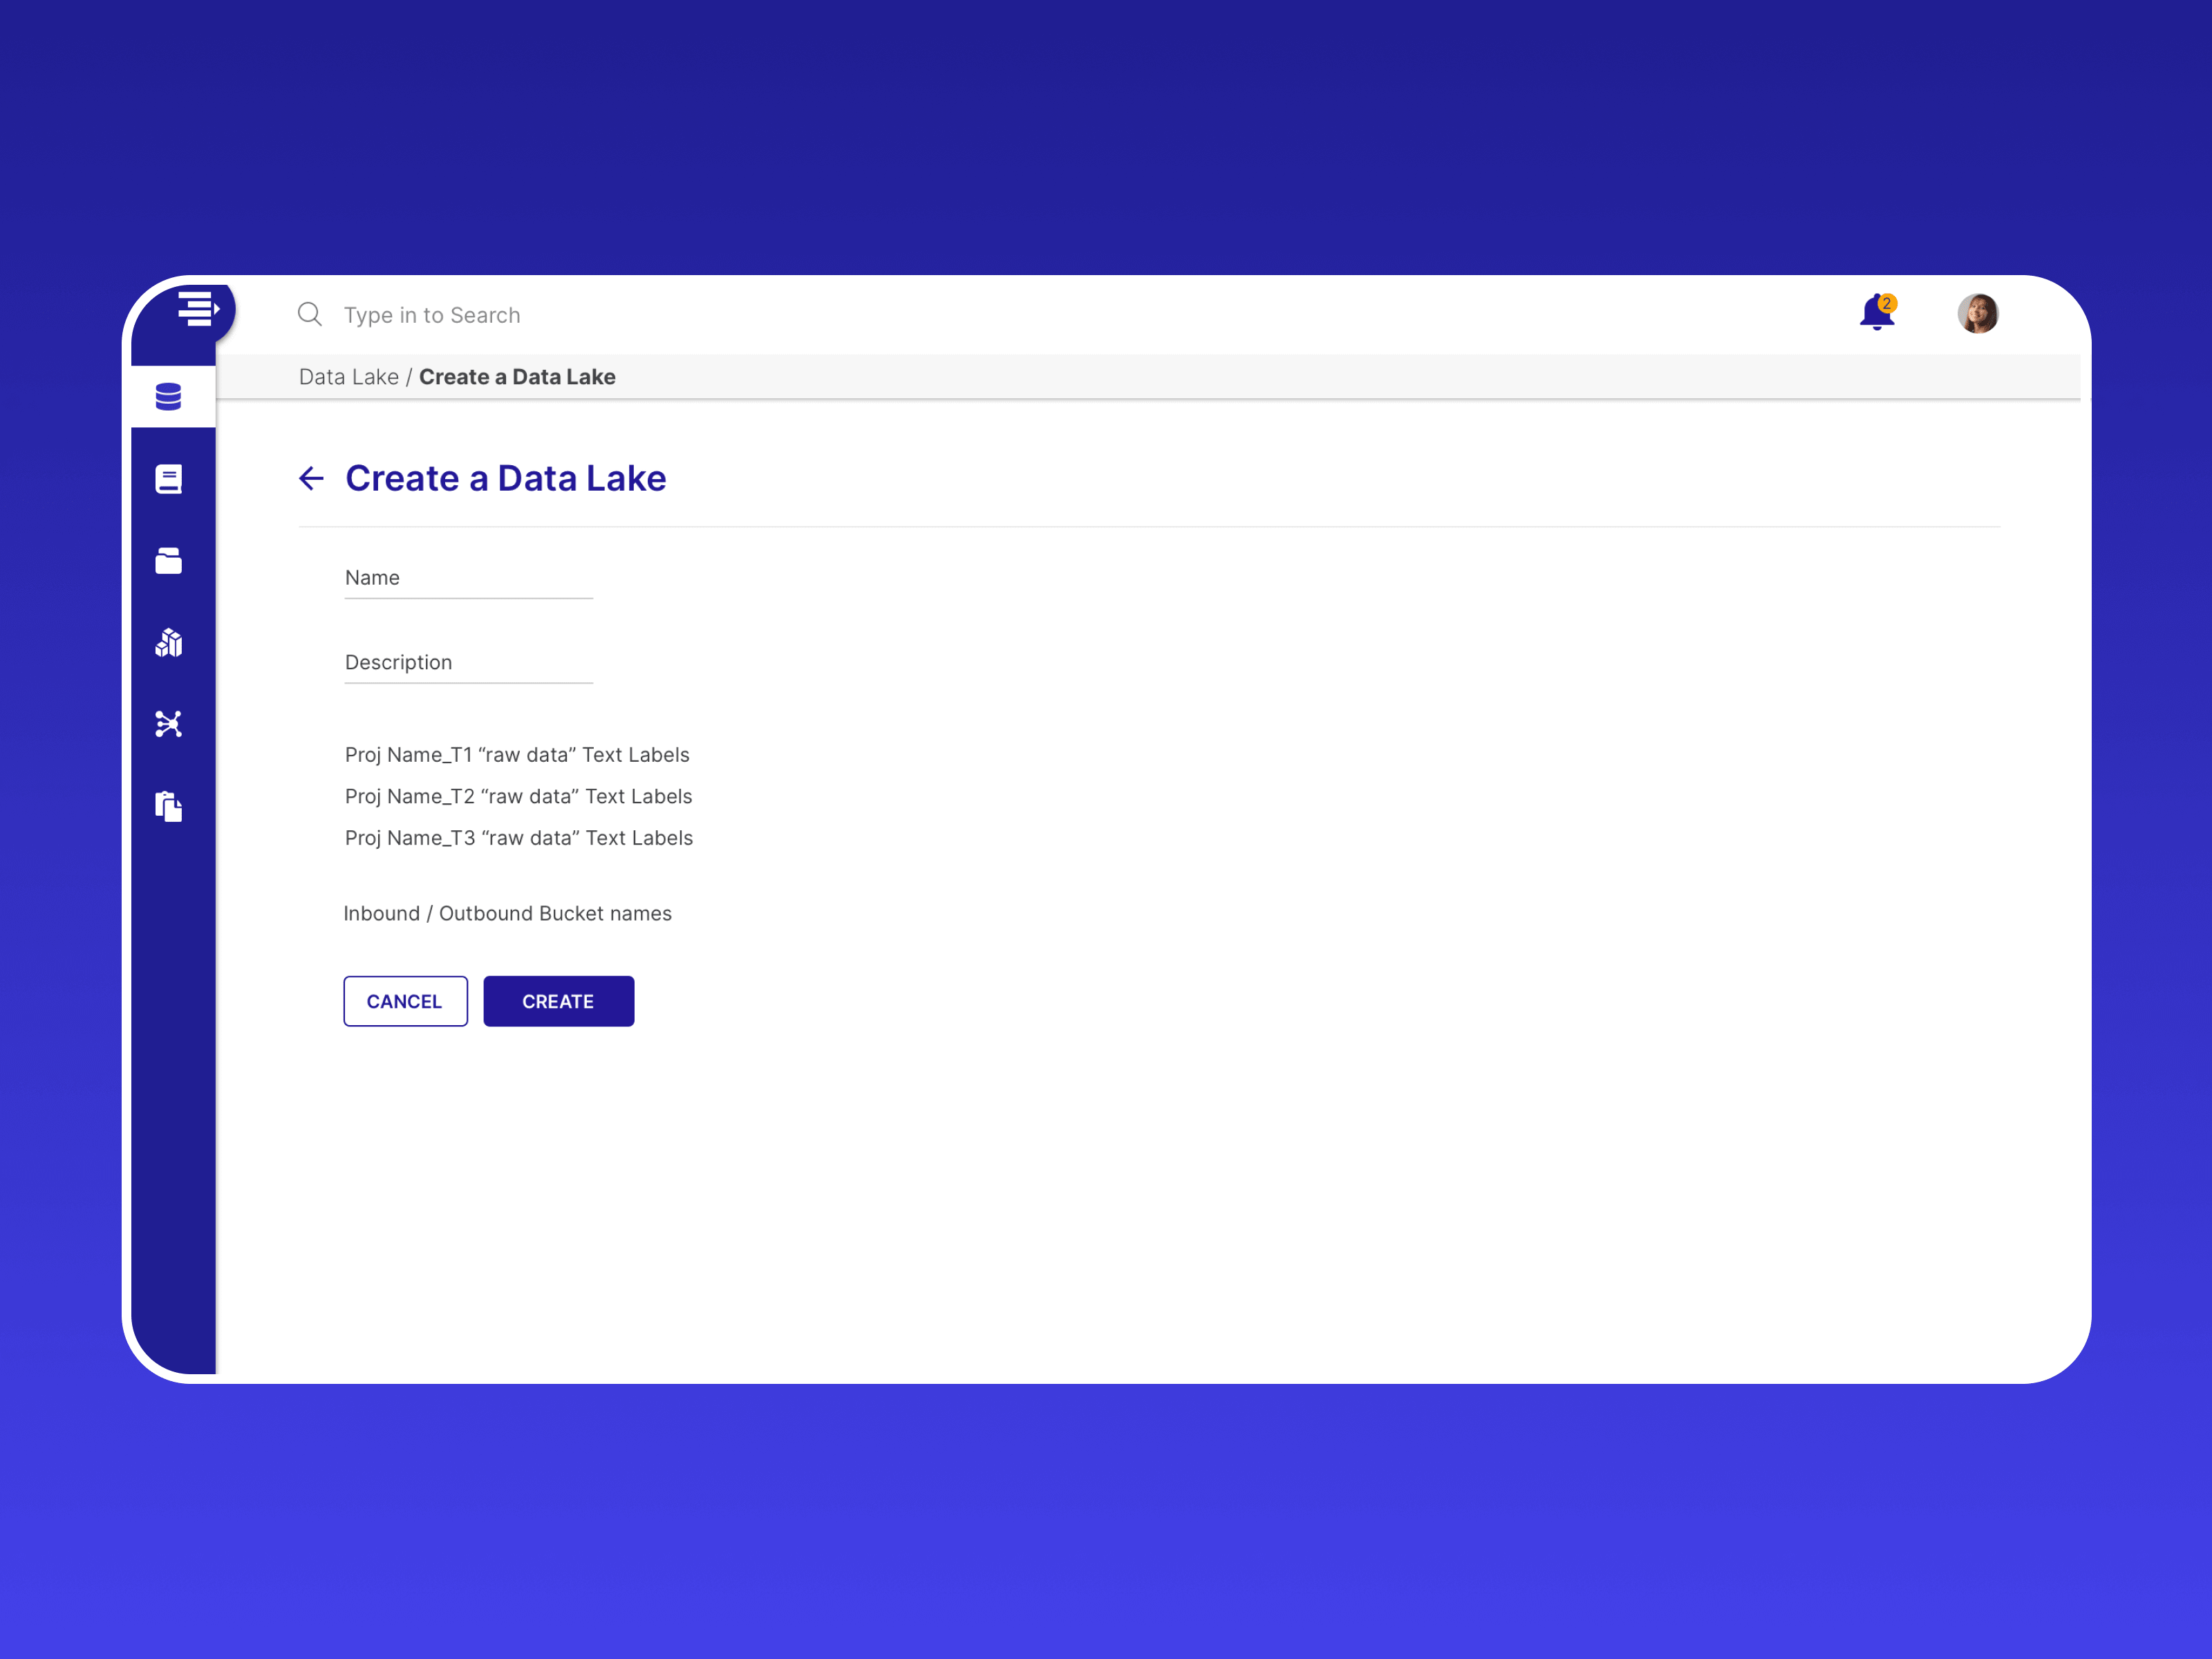 Type in to Search
2
Data Lake / Create a Data Lake
Create a Data Lake
Name
Description
Proj Name_T1 “raw data” Text Labels
Proj Name_T2 “raw data” Text Labels
Proj Name_T3 “raw data” Text Labels
Inbound / Outbound Bucket names
CANCEL
CREATE